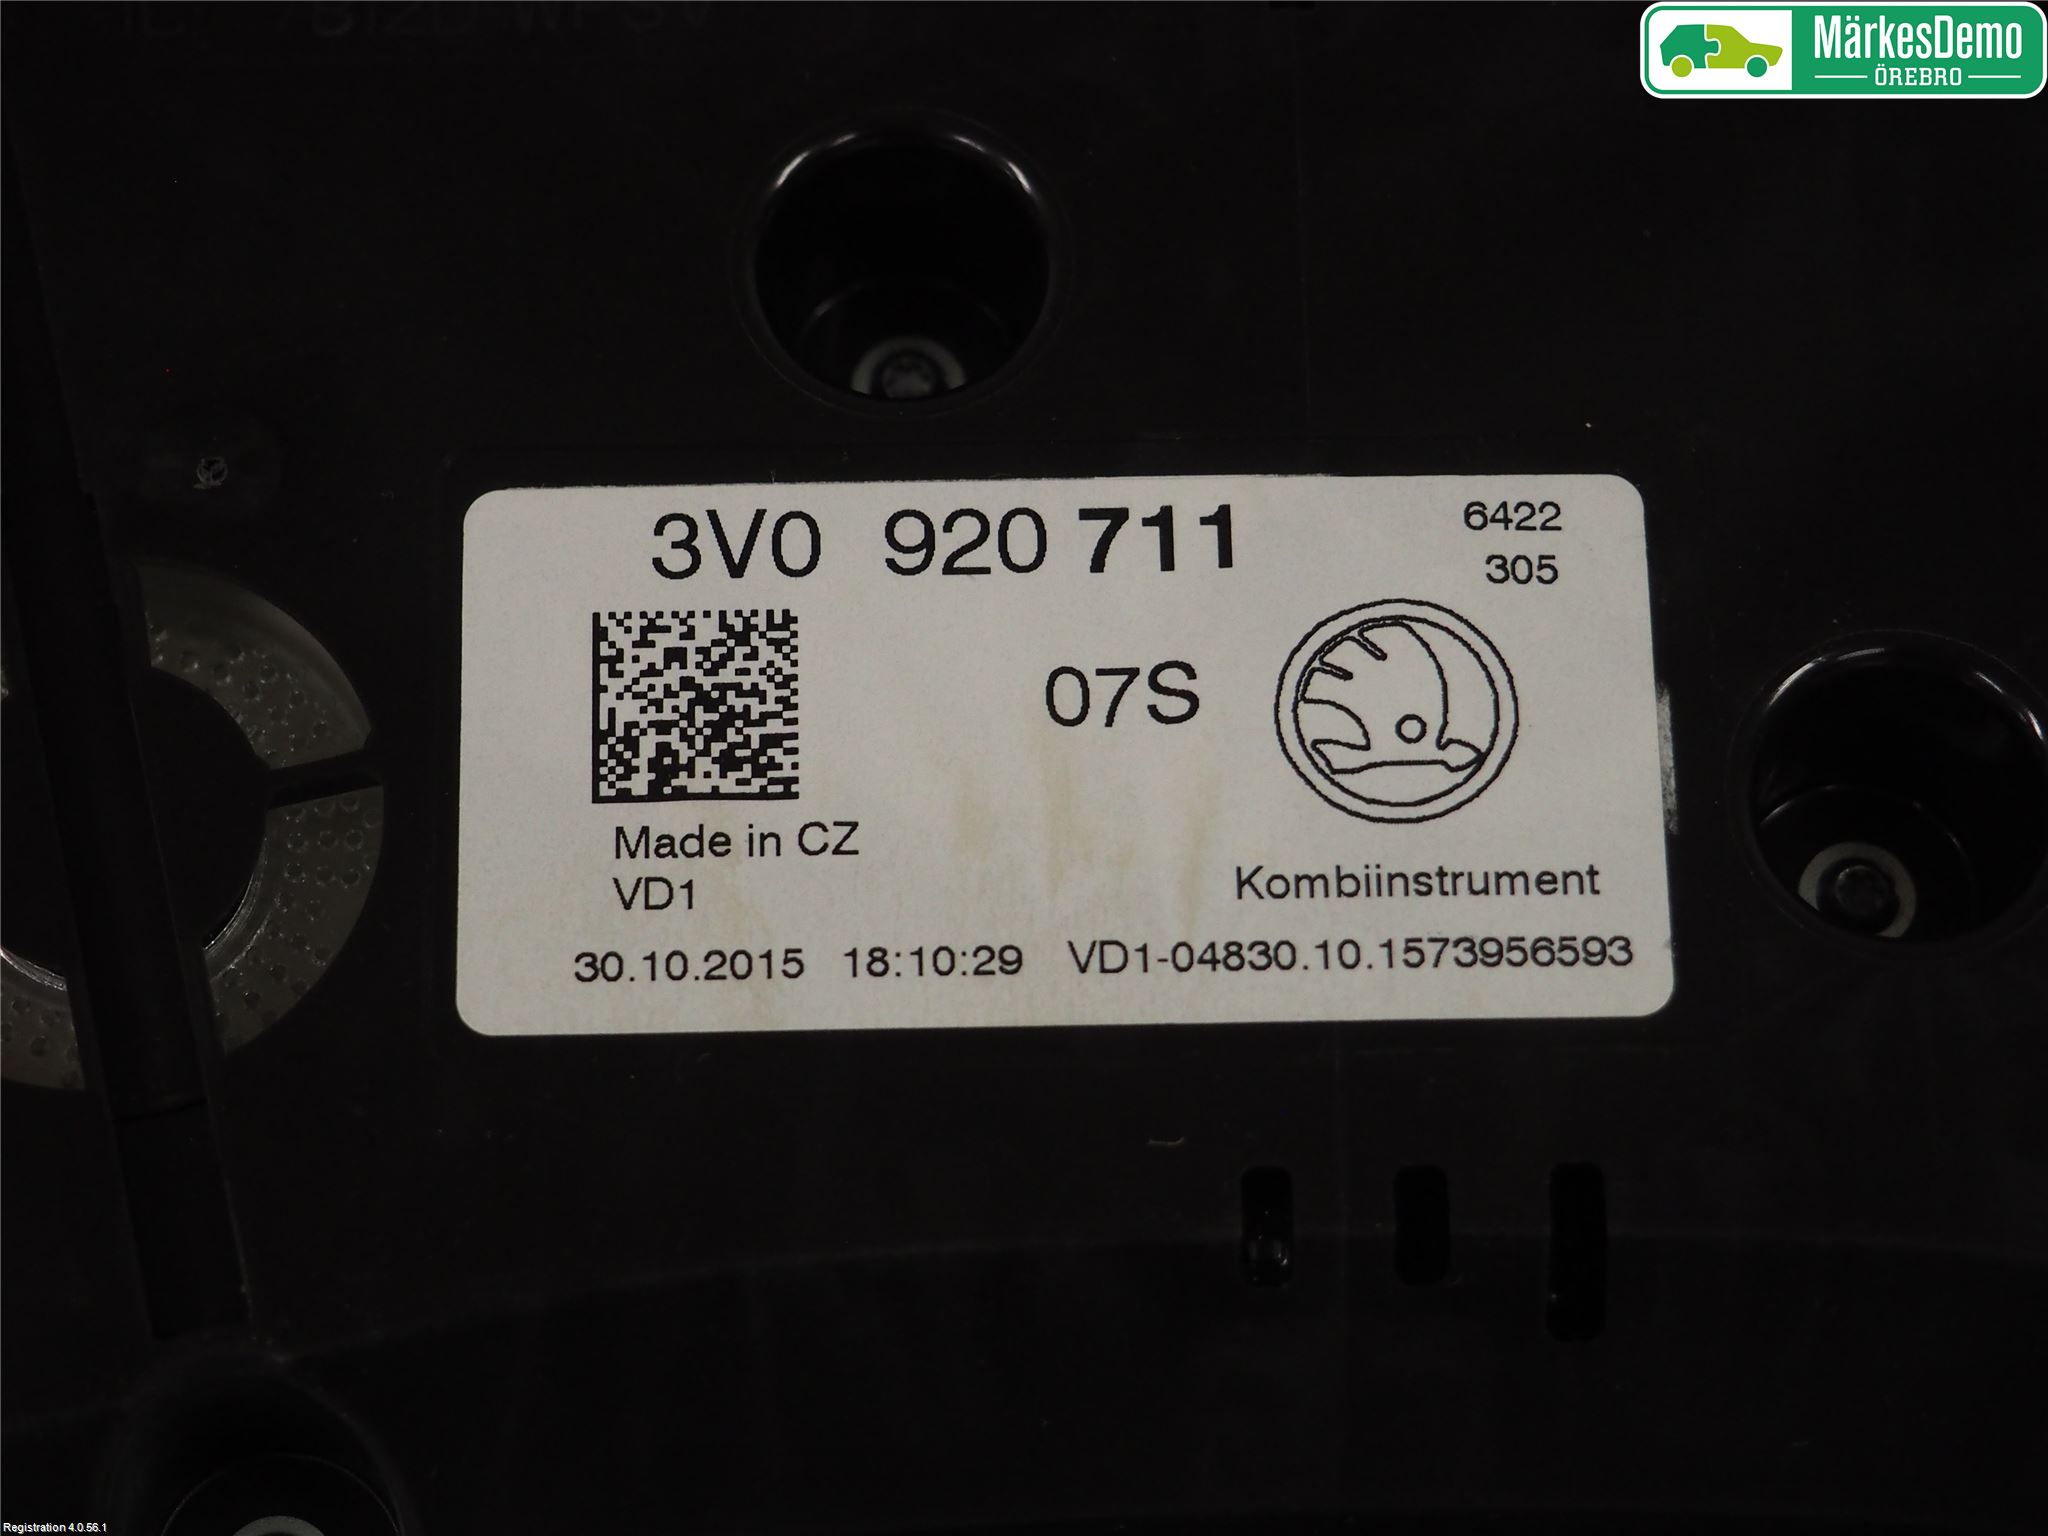 MärkesDemo
ÖREBRO
3V0 920 711
6422
305
07S
Made in CZ
VD1
Kombiinstrument
30.10.2015 18:10:29 VD1-04830.10.1573956593
Registration 4.0.56.1